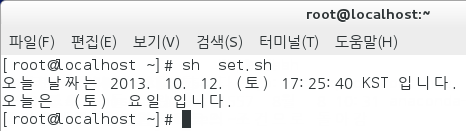 root@localhost:~
파일(F) 편집(E) 보기(V) 검색(S) 터미널(T) 도움말(H)
[root@localhost ~]# sh set.sh
오늘 날짜는 2013. 10. 12. (토) 17:25:40 KST 입니다.
오늘은 (토) 요일 입니다.
[root@localhost ~]#